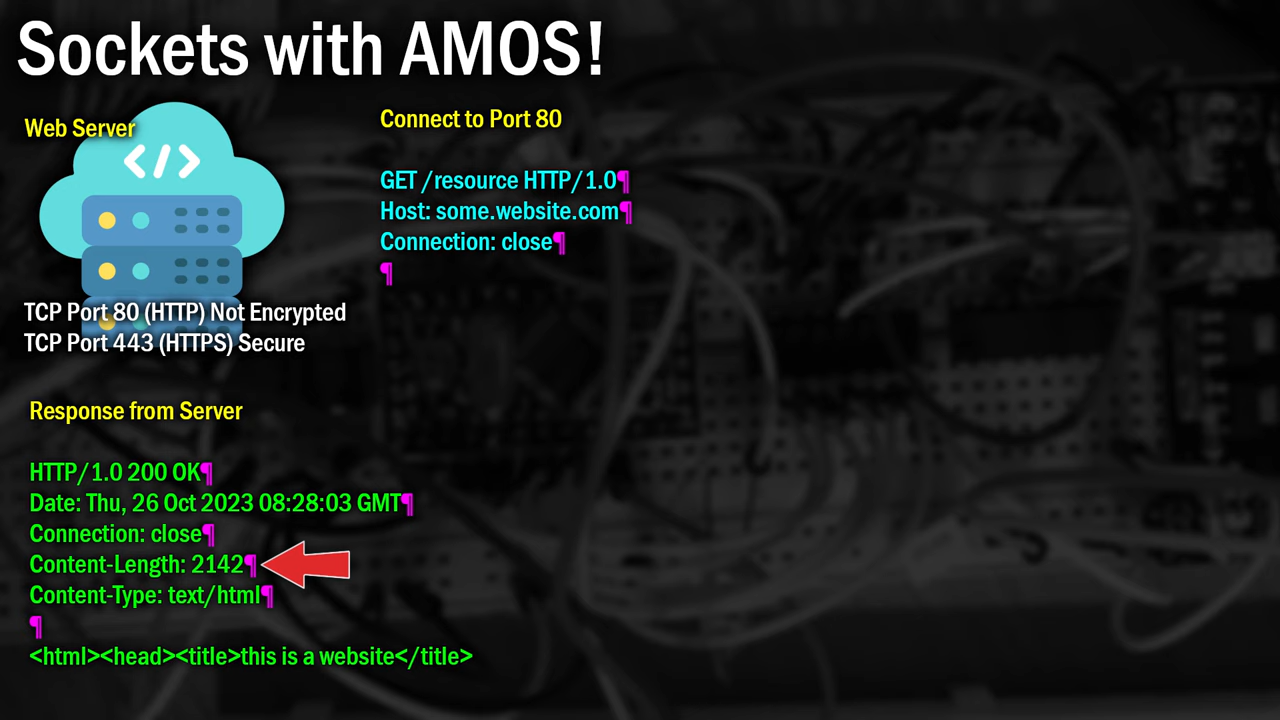 Sockets with AMOS!
Web Server
</>
TCP Port 80 (HTTP) Not Encrypted
TCP Port 443 (HTTPS) Secure
Connect to Port 80
GET /resource HTTP/1.0¶
Host: some.website.com¶
Connection: close¶
¶
Response from Server
HTTP/1.0 200 OK¶
Date: Thu, 26 Oct 2023 08:28:03 GMT¶
Connection: close¶
Content-Length: 2142¶
Content-Type: text/html¶
¶
<html><head><title>this is a website</title>